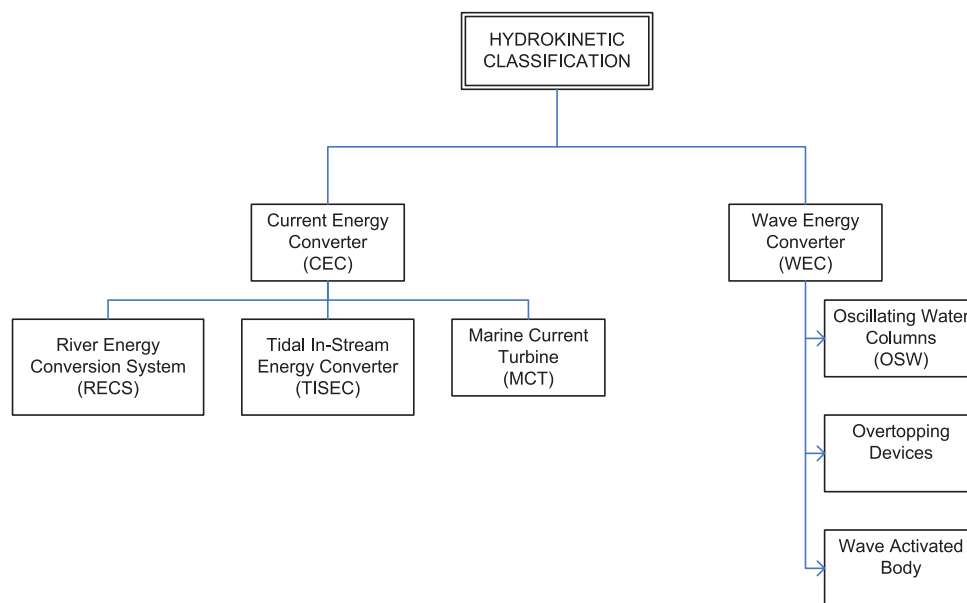 HYDROKINETIC
CLASSIFICATION
Current Energy
Converter
(CEC)
Wave Energy
Converter
(WEC)
River Energy
Conversion System
(RECS)
Tidal In-Stream
Energy Converter
(TISEC)
Marine Current
Turbine
(MCT)
Oscillating Water
Columns
(OSW)
Overtopping
Devices
Wave Activated
Body